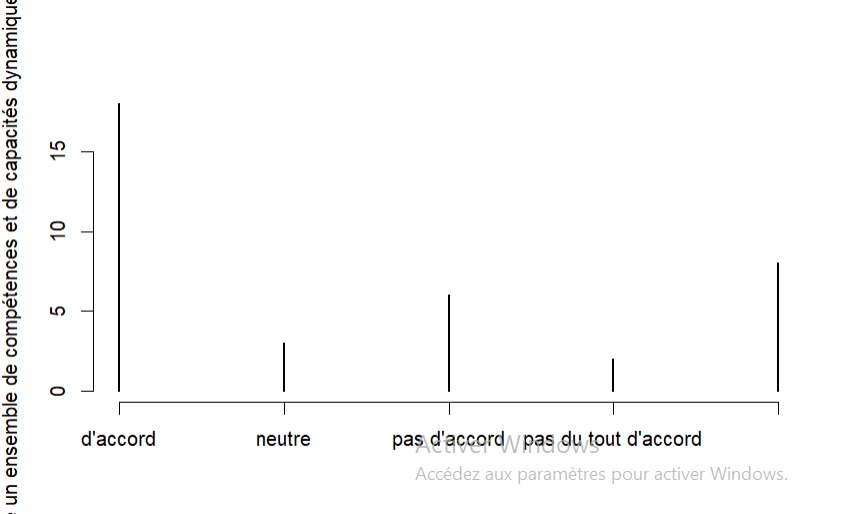 un ensemble de compétences et de capacités dynamique
15
10
5
0
d'accord
neutre
pas d'accord
pas du tout d'accord
Activer Windows
Accédez aux paramètres pour activer Windows.